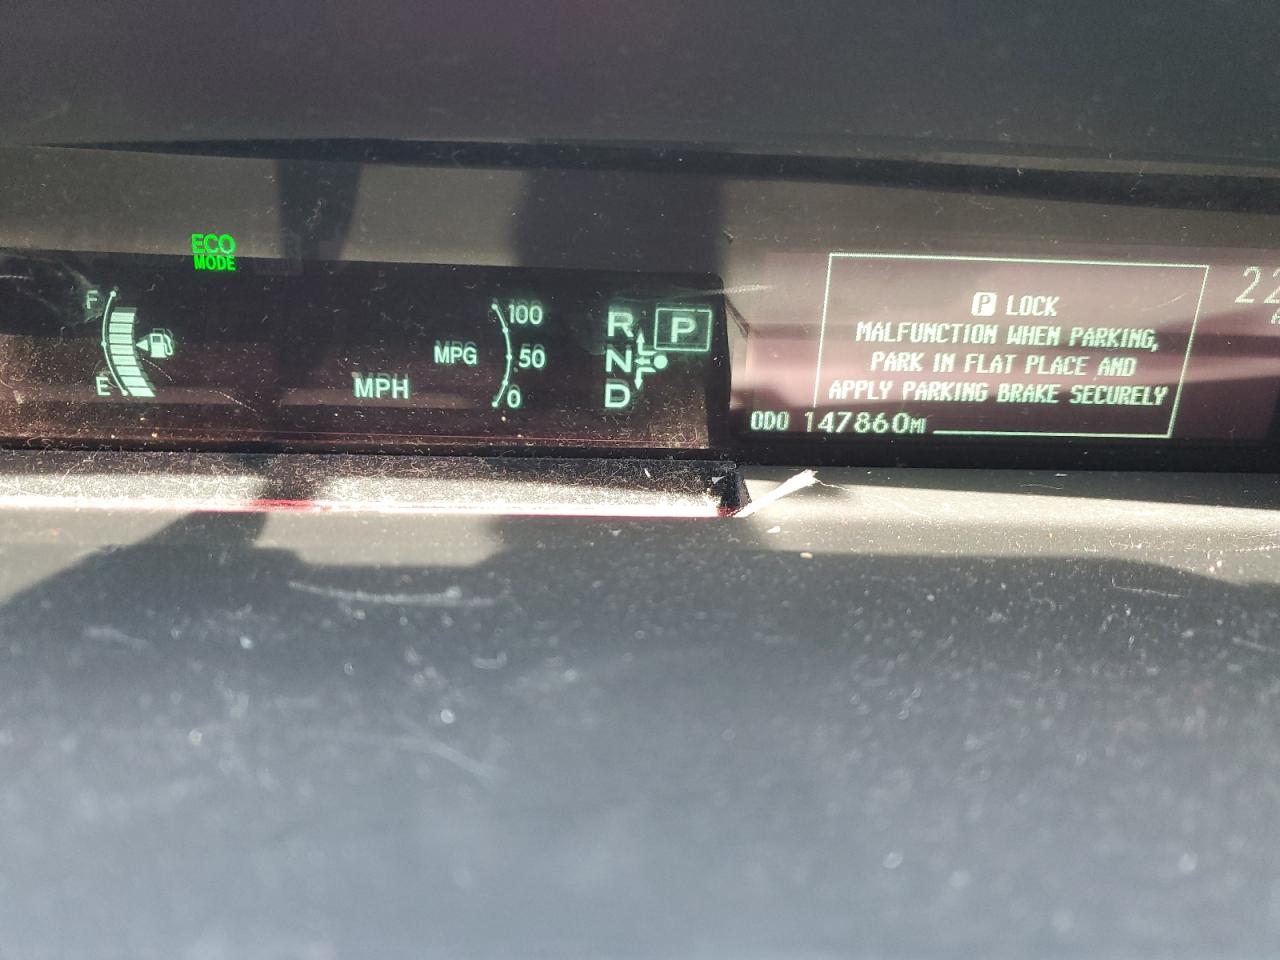 ECO
MODE
F
E
MPH
MPG
100
50
0
R
N
D
P
P LOCK
MALFUNCTION WHEN PARKING,
PARK IN FLAT PLACE AND
APPLY PARKING BRAKE SECURELY
ODO 147860MI
22